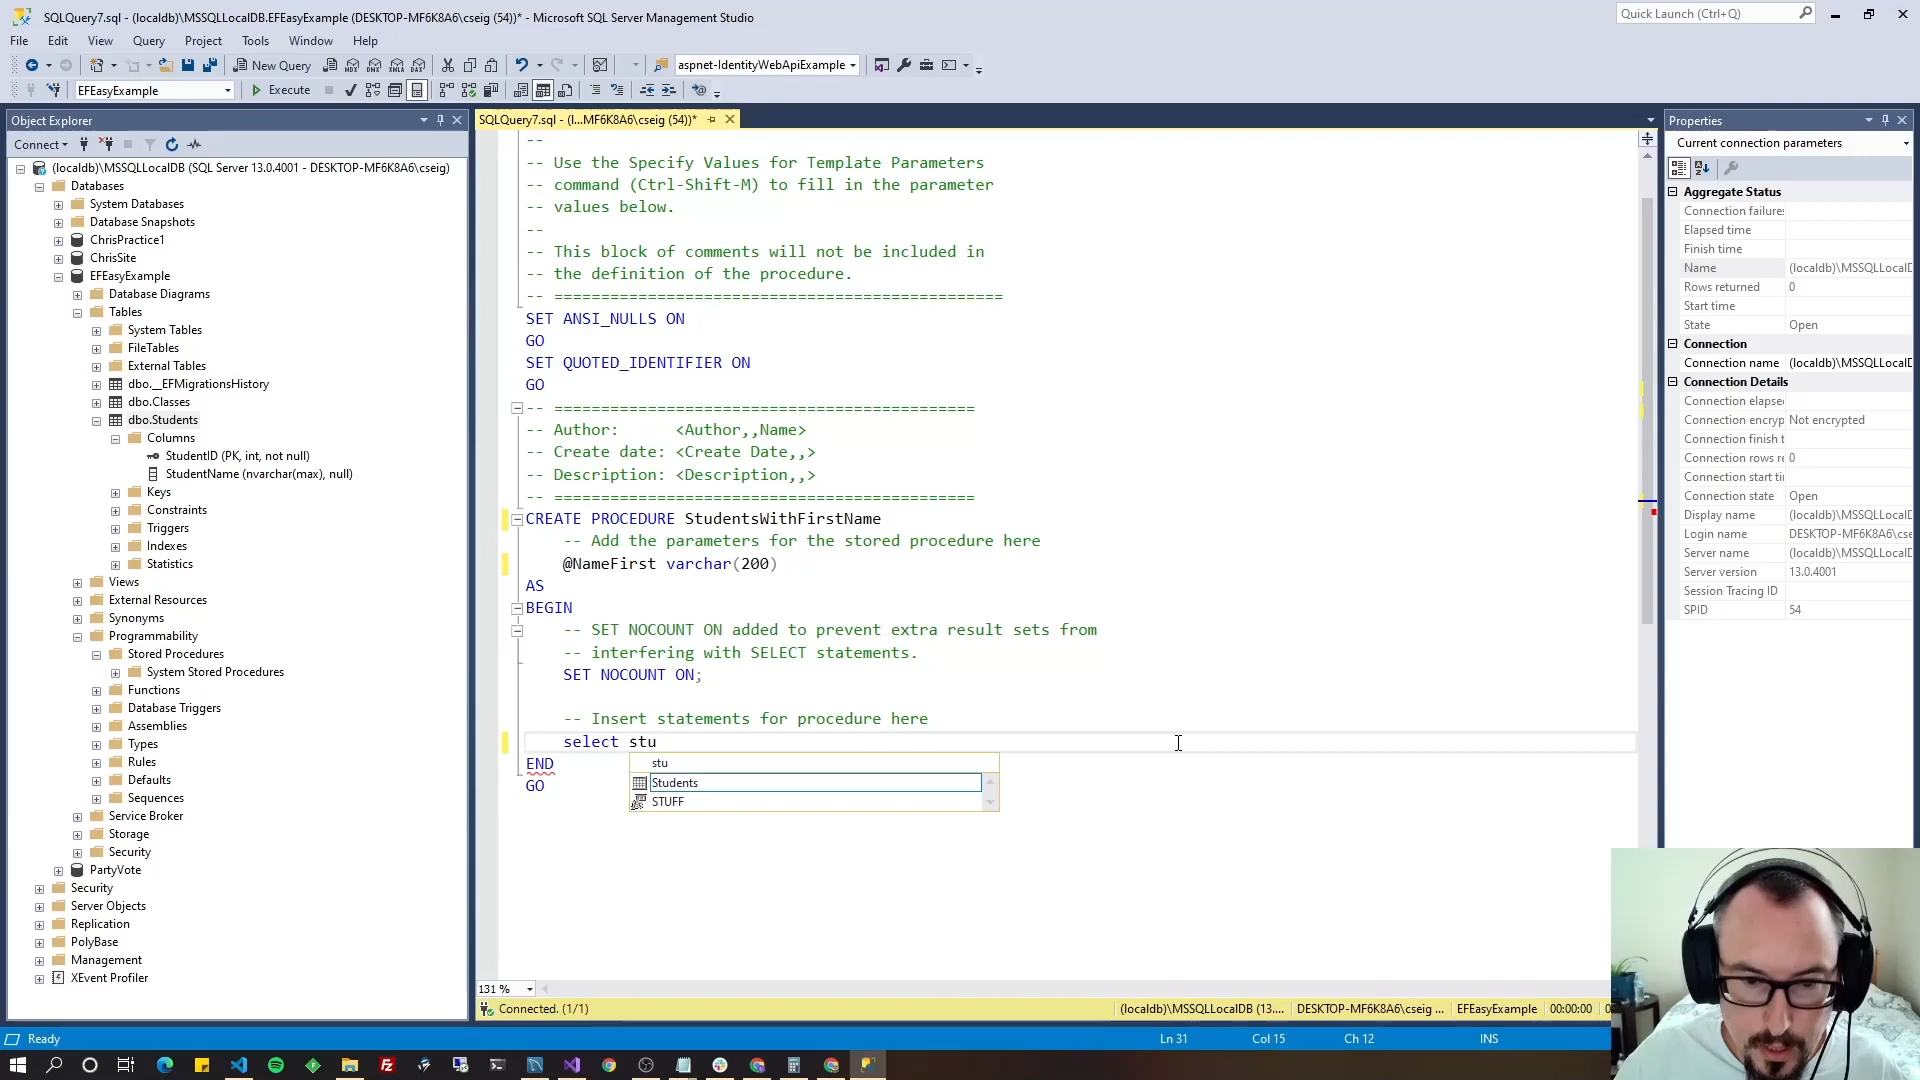 SQLQuery7.sql - (localdb)\MSSQLLocalDB.EFEasyExample (DESKTOP-MF6K8A6\cseig (54))* - Microsoft SQL Server Management Studio
Quick Launch (Ctrl+Q)
File Edit View Query Project Tools Window Help
New Query
MDX DMX XMLA DAX
aspnet-IdentityWebApiExample
EFEasyExample
Execute
Object Explorer
Connect
(localdb)\MSSQLLocalDB (SQL Server 13.0.4001 - DESKTOP-MF6K8A6\cseig)
Databases
System Databases
Database Snapshots
ChrisPractice1
ChrisSite
EFEasyExample
Database Diagrams
Tables
System Tables
FileTables
External Tables
dbo.__EFMigrationsHistory
dbo.Classes
dbo.Students
Columns
StudentID (PK, int, not null)
StudentName (nvarchar(max), null)
Keys
Constraints
Triggers
Indexes
Statistics
Views
External Resources
Synonyms
Programmability
Stored Procedures
System Stored Procedures
Functions
Database Triggers
Assemblies
Types
Rules
Defaults
Sequences
Service Broker
Storage
Security
PartyVote
Security
Server Objects
Replication
PolyBase
Management
XEvent Profiler
SQLQuery7.sql - (l...MF6K8A6\cseig (54))*
--
-- Use the Specify Values for Template Parameters
-- command (Ctrl-Shift-M) to fill in the parameter
-- values below.
--
-- This block of comments will not be included in
-- the definition of the procedure.
-- ================================================
SET ANSI_NULLS ON
GO
SET QUOTED_IDENTIFIER ON
GO
-- =============================================
-- Author: <Author,,Name>
-- Create date: <Create Date,,>
-- Description: <Description,,>
-- =============================================
CREATE PROCEDURE StudentsWithFirstName
-- Add the parameters for the stored procedure here
@NameFirst varchar(200)
AS
BEGIN
-- SET NOCOUNT ON added to prevent extra result sets from
-- interfering with SELECT statements.
SET NOCOUNT ON;
-- Insert statements for procedure here
select stu
END
GO
stu
Students
STUFF
131 %
Connected. (1/1)
(localdb)\MSSQLLocalDB (13.... DESKTOP-MF6K8A6\cseig ... EFEasyExample 00:00:00 0
Properties
Current connection parameters
Aggregate Status
Connection failures
Elapsed time
Finish time
Name (localdb)\MSSQLLocalD
Rows returned 0
Start time
State Open
Connection
Connection name (localdb)\MSSQLLocalD
Connection Details
Connection elapse
Connection encryp Not encrypted
Connection finish t
Connection rows re 0
Connection start ti
Connection state Open
Display name (localdb)\MSSQLLocalD
Login name DESKTOP-MF6K8A6\cse
Server name (localdb)\MSSQLLocalD
Server version 13.0.4001
Session Tracing ID
SPID 54
Ready
Ln 31 Col 15 Ch 12 INS